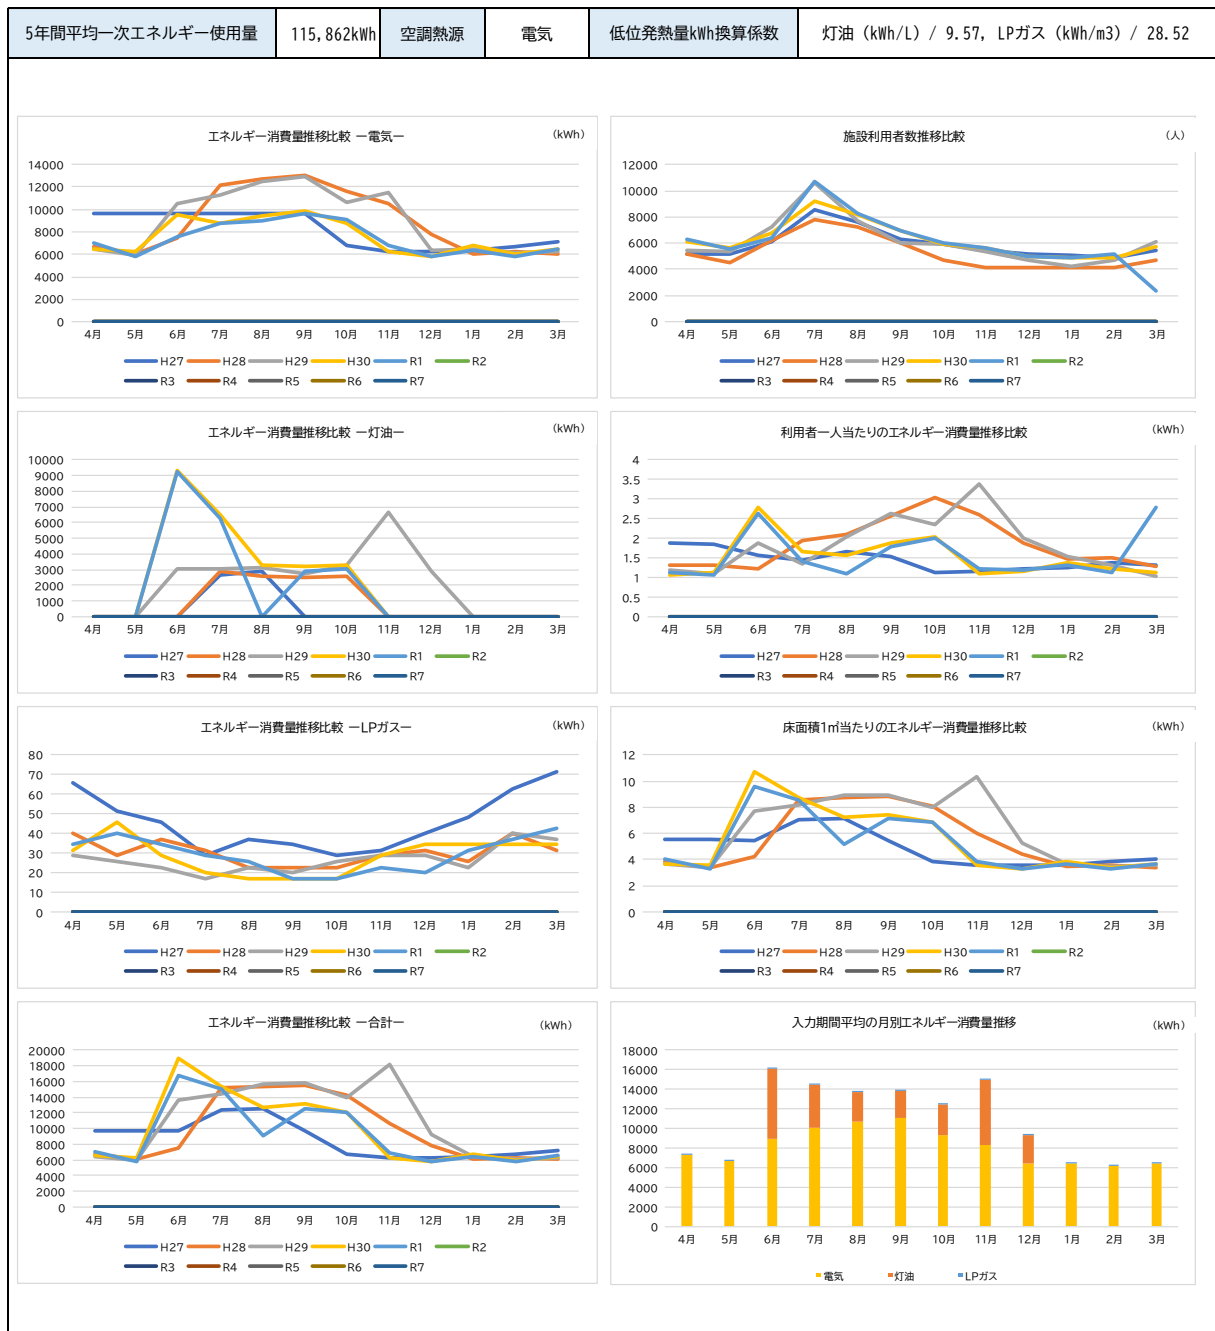 5年間平均一次エネルギー使用量 115,862kWh 空調熱源 電気 低位発熱量kWh換算係数 灯油（kWh/L）/ 9.57, LPガス（kWh/m3）/ 28.52
エネルギー消費量推移比較 ー電気ー (kWh)
14000
12000
10000
8000
6000
4000
2000
0
4月 5月 6月 7月 8月 9月 10月 11月 12月 1月 2月 3月
H27 H28 H29 H30 R1 R2
R3 R4 R5 R6 R7
施設利用者数推移比較 (人)
12000
10000
8000
6000
4000
2000
0
4月 5月 6月 7月 8月 9月 10月 11月 12月 1月 2月 3月
H27 H28 H29 H30 R1 R2
R3 R4 R5 R6 R7
エネルギー消費量推移比較 ー灯油ー (kWh)
10000
9000
8000
7000
6000
5000
4000
3000
2000
1000
0
4月 5月 6月 7月 8月 9月 10月 11月 12月 1月 2月 3月
H27 H28 H29 H30 R1 R2
R3 R4 R5 R6 R7
利用者一人当たりのエネルギー消費量推移比較 (kWh)
4
3.5
3
2.5
2
1.5
1
0.5
0
4月 5月 6月 7月 8月 9月 10月 11月 12月 1月 2月 3月
H27 H28 H29 H30 R1 R2
R3 R4 R5 R6 R7
エネルギー消費量推移比較 ーLPガスー (kWh)
80
70
60
50
40
30
20
10
0
4月 5月 6月 7月 8月 9月 10月 11月 12月 1月 2月 3月
H27 H28 H29 H30 R1 R2
R3 R4 R5 R6 R7
床面積1㎡当たりのエネルギー消費量推移比較 (kWh)
12
10
8
6
4
2
0
4月 5月 6月 7月 8月 9月 10月 11月 12月 1月 2月 3月
H27 H28 H29 H30 R1 R2
R3 R4 R5 R6 R7
エネルギー消費量推移比較 ー合計ー (kWh)
20000
18000
16000
14000
12000
10000
8000
6000
4000
2000
0
4月 5月 6月 7月 8月 9月 10月 11月 12月 1月 2月 3月
H27 H28 H29 H30 R1 R2
R3 R4 R5 R6 R7
入力期間平均の月別エネルギー消費量推移 (kWh)
18000
16000
14000
12000
10000
8000
6000
4000
2000
0
4月 5月 6月 7月 8月 9月 10月 11月 12月 1月 2月 3月
電気 灯油 LPガス